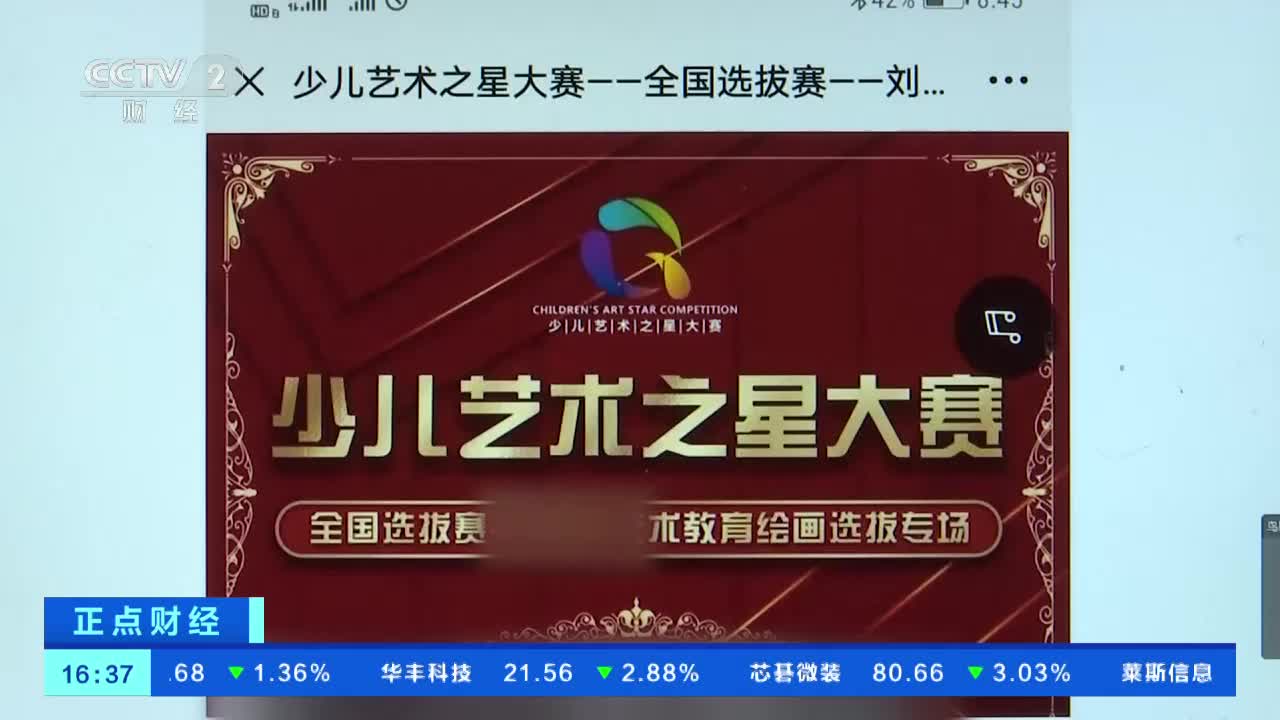 42% 8:45
CCTV 2
财经
少儿艺术之星大赛——全国选拔赛——刘...
CHILDREN'S ART STAR COMPETITION
少|儿|艺|术|之|星|大|赛
少儿艺术之星大赛
全国选拔赛 术教育绘画选拔专场
正点财经
16:37 .68 ▼1.36% 华丰科技 21.56 ▼2.88% 芯碁微装 80.66 ▼3.03% 莱斯信息